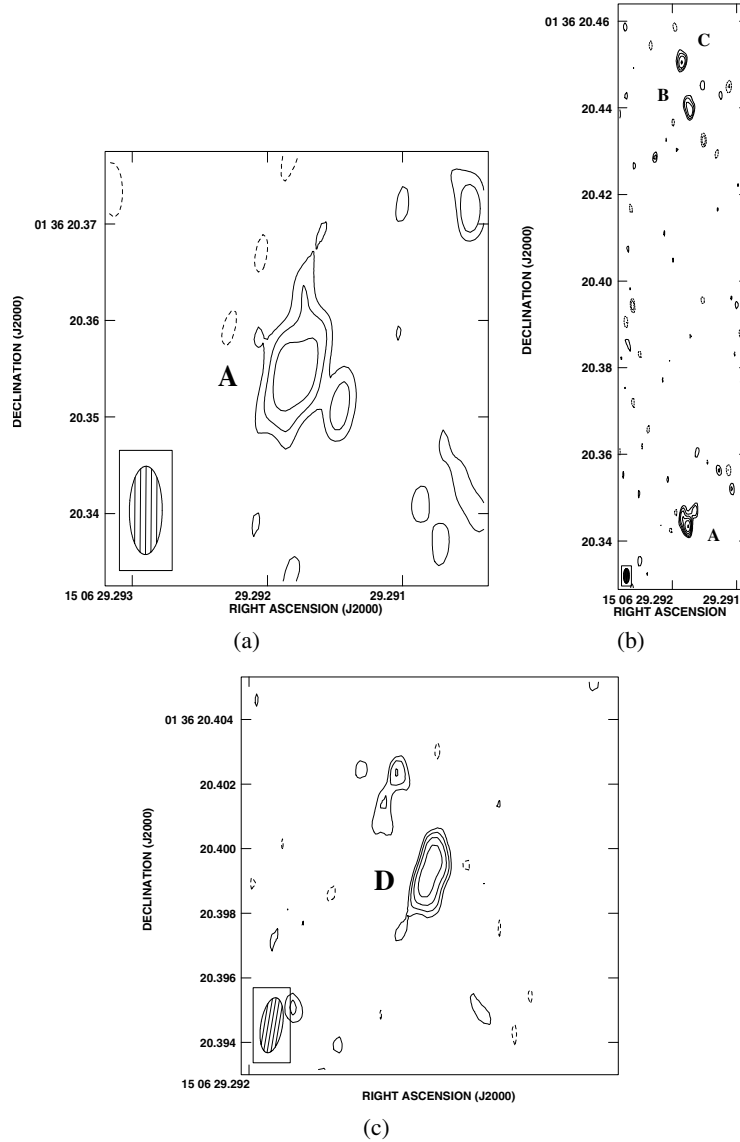 01 36 20.37
20.36
20.35
20.34
DECLINATION (J2000)
A
15 06 29.293
29.292
29.291
RIGHT ASCENSION (J2000)
(a)
01 36 20.46
20.44
20.42
20.40
20.38
20.36
20.34
DECLINATION (J2000)
C
B
A
15 06 29.292
29.291
RIGHT ASCENSION
(b)
01 36 20.404
20.402
20.400
20.398
20.396
20.394
DECLINATION (J2000)
D
15 06 29.292
RIGHT ASCENSION (J2000)
(c)